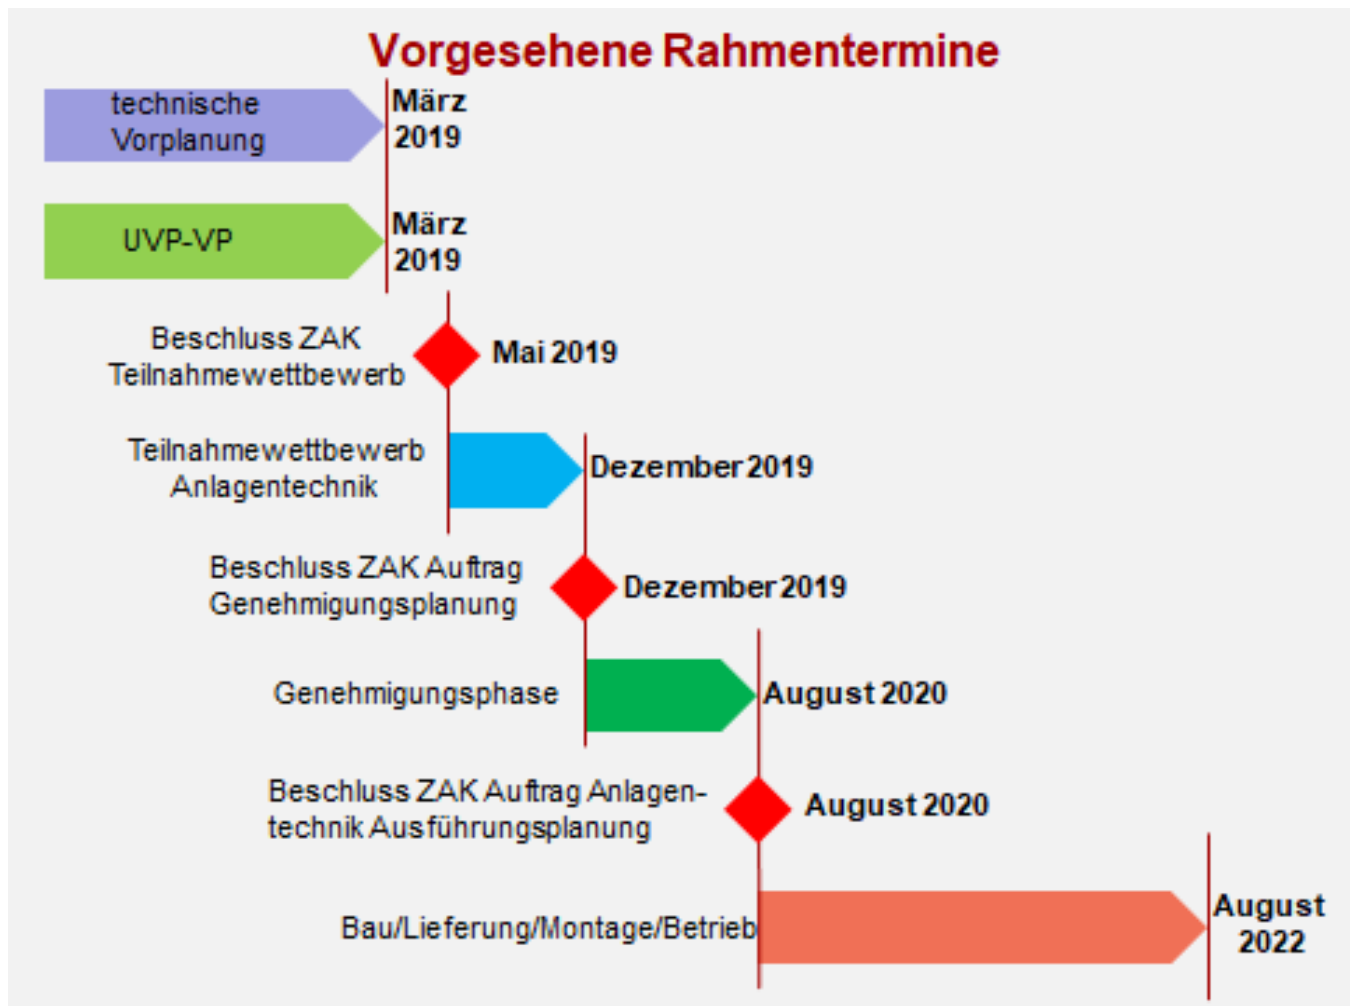 Vorgesehene Rahmentermine
technische
Vorplanung
März
2019
UVP-VP
März
2019
Beschluss ZAK
Teilnahmewettbewerb
Mai 2019
Teilnahmewettbewerb
Anlagentechnik
Dezember 2019
Beschluss ZAK Auftrag
Genehmigungsplanung
Dezember 2019
Genehmigungsphase
August 2020
Beschluss ZAK Auftrag Anlagen-
technik Ausführungsplanung
August 2020
Bau/Lieferung/Montage/Betrieb
August
2022